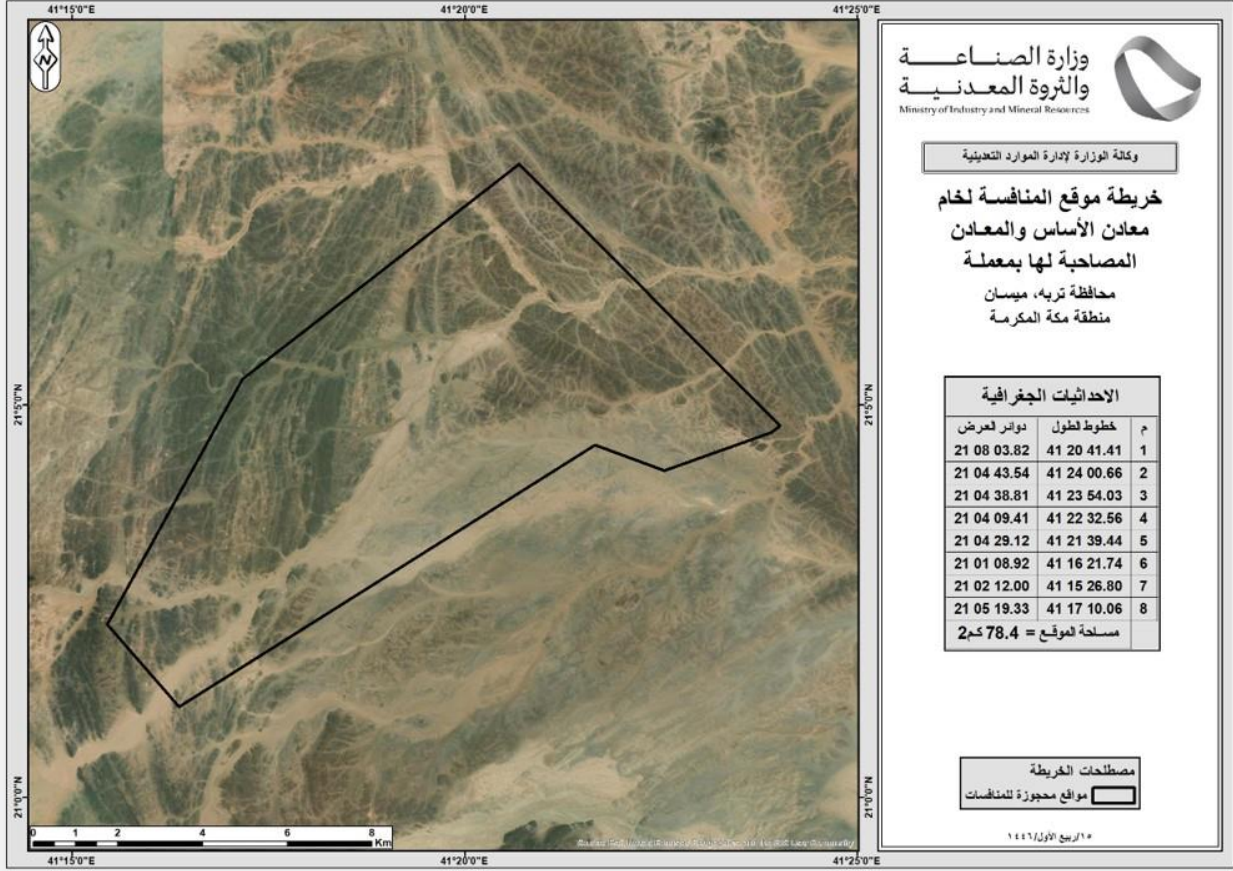 41°15'0"E
41°20'0"E
41°25'0"E
N
21°5'0"N
21°5'0"N
21°0'0"N
21°0'0"N
0 1 2 4 6 8
Km
41°15'0"E
41°20'0"E
41°25'0"E
وزارة الصناعة
والثروة المعدنية
Ministry of Industry and Mineral Resources
وكالة الوزارة لإدارة الموارد التعدينية
خريطة موقع المنافسة لخام
معادن الأساس والمعادن
المصاحبة لها بمعملة
محافظة تربه، ميسان
منطقة مكة المكرمة
الاحداثيات الجغرافية
م خطوط الطول دوائر العرض
1 41 20 41.41 21 08 03.82
2 41 24 00.66 21 04 43.54
3 41 23 54.03 21 04 38.81
4 41 22 32.56 21 04 09.41
5 41 21 39.44 21 04 29.12
6 41 16 21.74 21 01 08.92
7 41 15 26.80 21 02 12.00
8 41 17 10.06 21 05 19.33
مساحة الموقع = 78.4 كم2
مصطلحات الخريطة
مواقع محجوزة للمنافسات
١٥/ربيع الأول/١٤٤٦